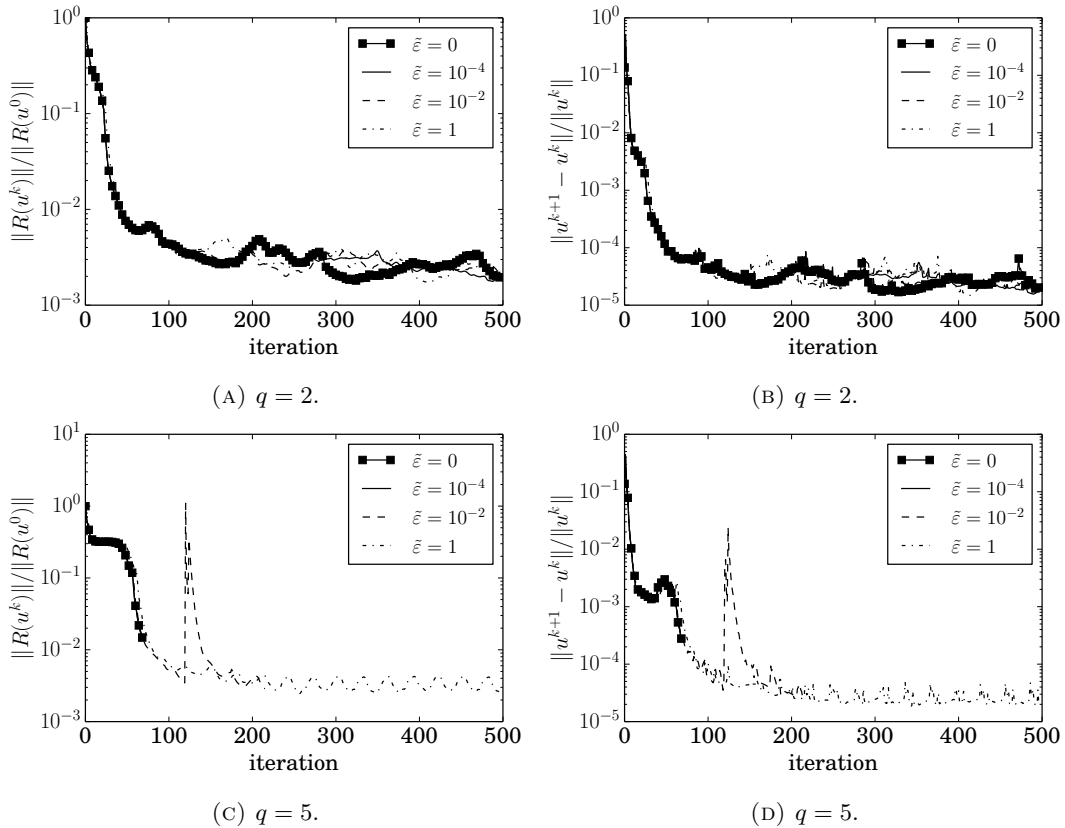 10^0
10^{-1}
10^{-2}
10^{-3}
||R(u^k)||/||R(u^0)||
0 100 200 300 400 500
iteration
ε̃ = 0
ε̃ = 10^{-4}
ε̃ = 10^{-2}
ε̃ = 1
(A) q = 2.
10^0
10^{-1}
10^{-2}
10^{-3}
10^{-4}
10^{-5}
||u^{k+1} − u^k||/||u^k||
0 100 200 300 400 500
iteration
ε̃ = 0
ε̃ = 10^{-4}
ε̃ = 10^{-2}
ε̃ = 1
(B) q = 2.
10^1
10^0
10^{-1}
10^{-2}
10^{-3}
||R(u^k)||/||R(u^0)||
0 100 200 300 400 500
iteration
ε̃ = 0
ε̃ = 10^{-4}
ε̃ = 10^{-2}
ε̃ = 1
(C) q = 5.
10^0
10^{-1}
10^{-2}
10^{-3}
10^{-4}
10^{-5}
||u^{k+1} − u^k||/||u^k||
0 100 200 300 400 500
iteration
ε̃ = 0
ε̃ = 10^{-4}
ε̃ = 10^{-2}
ε̃ = 1
(D) q = 5.